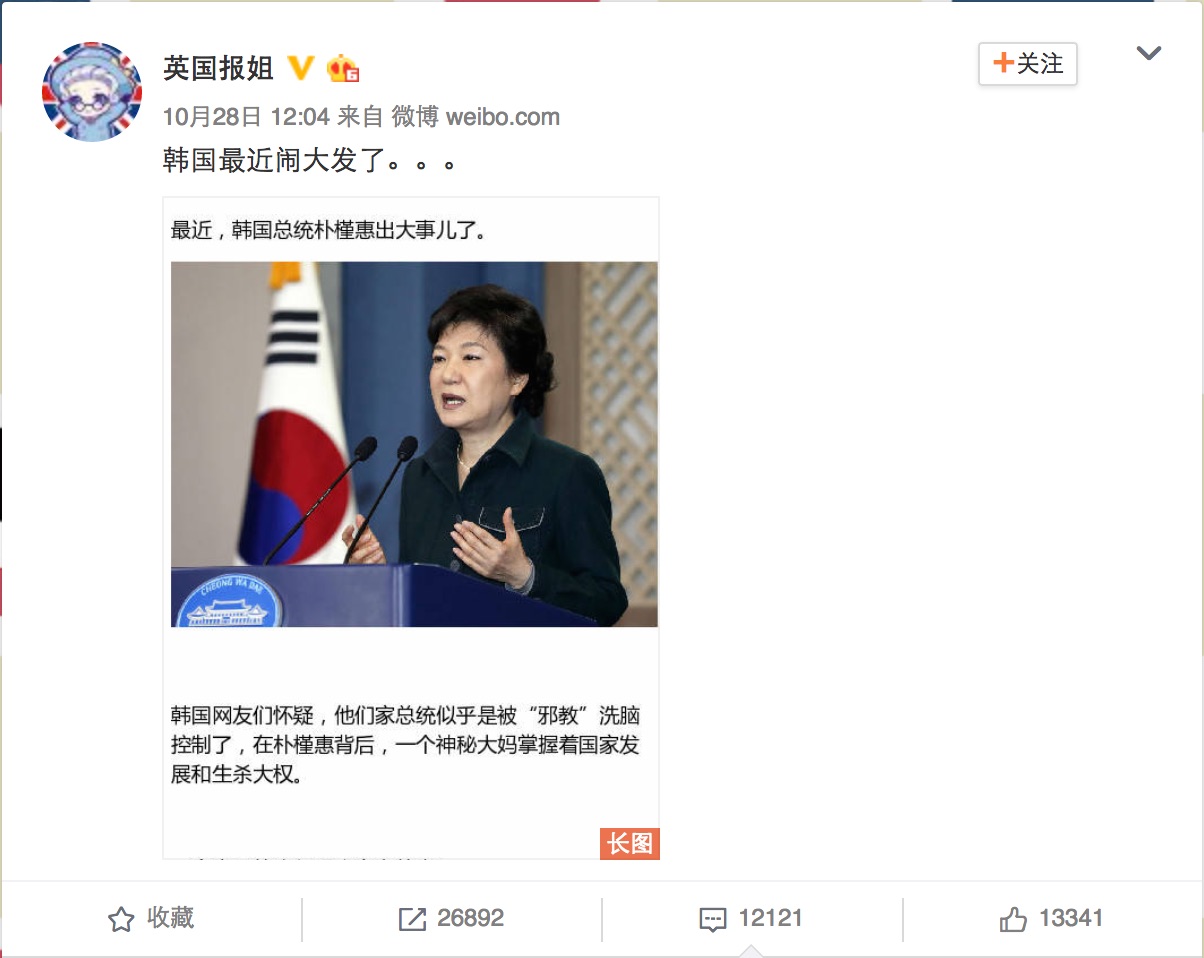 英国报姐
+关注
10月28日 12:04 来自 微博 weibo.com
韩国最近闹大发了。。。
最近，韩国总统朴槿惠出大事儿了。
CHEONG WA DAE
韩国网友们怀疑，他们家总统似乎是被“邪教”洗脑
控制了，在朴槿惠背后，一个神秘大妈掌握着国家发
展和生杀大权。
长图
收藏
26892
12121
13341